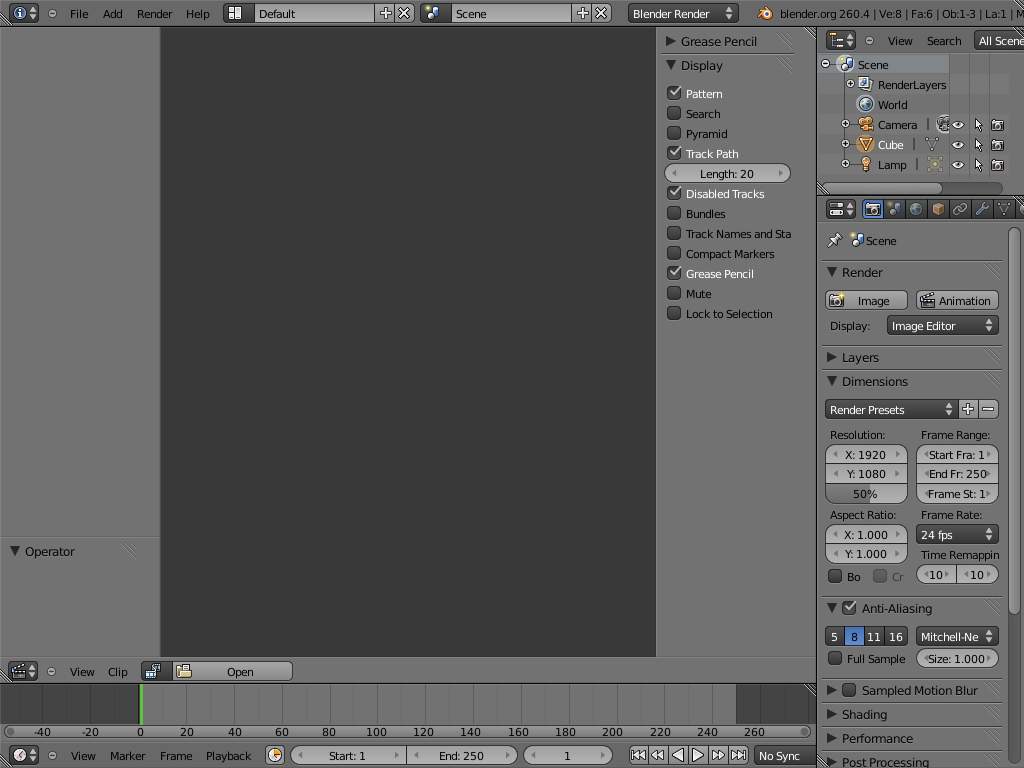 File Add Render Help Default Scene Blender Render blender.org 260.4 | Ve:8 | Fa:6 | Ob:1-3 | La:1 | M
Grease Pencil
Display
Pattern
Search
Pyramid
Track Path
Length: 20
Disabled Tracks
Bundles
Track Names and Sta
Compact Markers
Grease Pencil
Mute
Lock to Selection
View Search All Scene
Scene
RenderLayers
World
Camera
Cube
Lamp
Scene
Render
Image Animation
Display: Image Editor
Layers
Dimensions
Render Presets
Resolution: Frame Range:
X: 1920 Start Fra: 1
Y: 1080 End Fr: 250
50% Frame St: 1
Aspect Ratio: Frame Rate:
X: 1.000 24 fps
Y: 1.000 Time Remappin
Bo Cr 10 10
Anti-Aliasing
5 8 11 16 Mitchell-Ne
Full Sample Size: 1.000
Sampled Motion Blur
Shading
Performance
Post Processing
Operator
View Clip Open
-40 -20 0 20 40 60 80 100 120 140 160 180 200 220 240 260
View Marker Frame Playback Start: 1 End: 250 1 No Sync